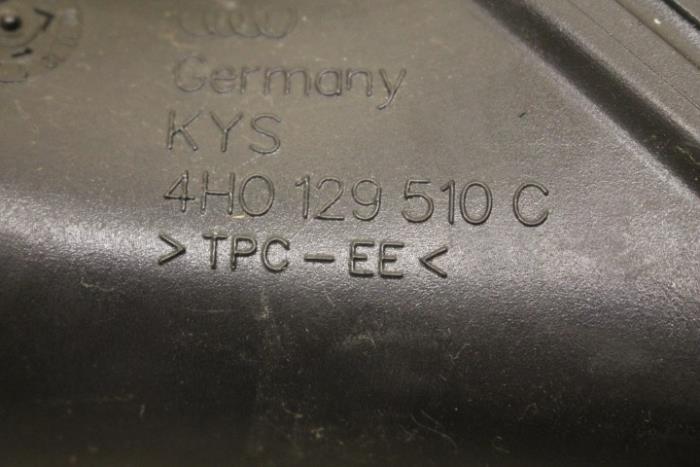 Germany
KYS
4H0 129 510 C
>TPC-EE<